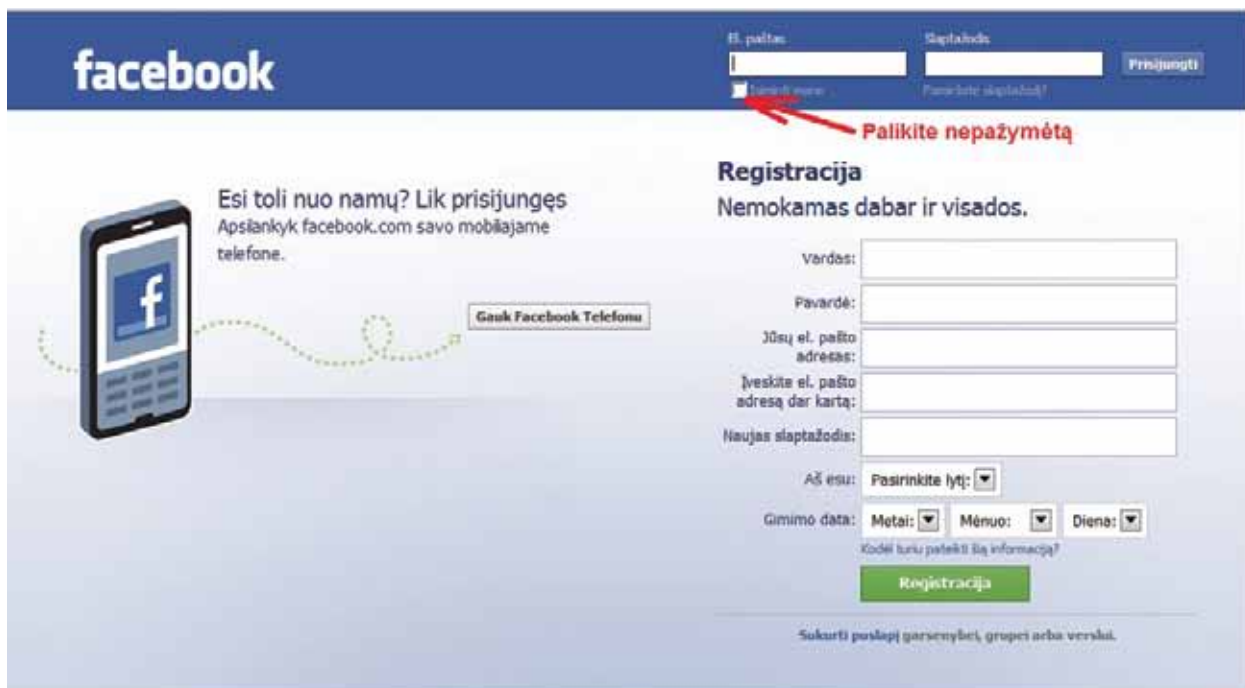 facebook
El. paštas
Slaptažodis
Prisijungti
Pamiršote slaptažodį?
Palikite nepažymėtą
Esi toli nuo namų? Lik prisijungęs
Apsilankyk facebook.com savo mobiliajame
telefone.
Gauk Facebook Telefonu
Registracija
Nemokamas dabar ir visados.
Vardas:
Pavardė:
Jūsų el. pašto
adresas:
Įveskite el. pašto
adresą dar kartą:
Naujas slaptažodis:
Aš esu: Pasirinkite lytį:
Gimimo data: Metai: Mėnuo: Diena:
Kodėl turiu pateikti šią informaciją?
Registracija
Sukurti puslapį garsenybei, grupei arba verslui.